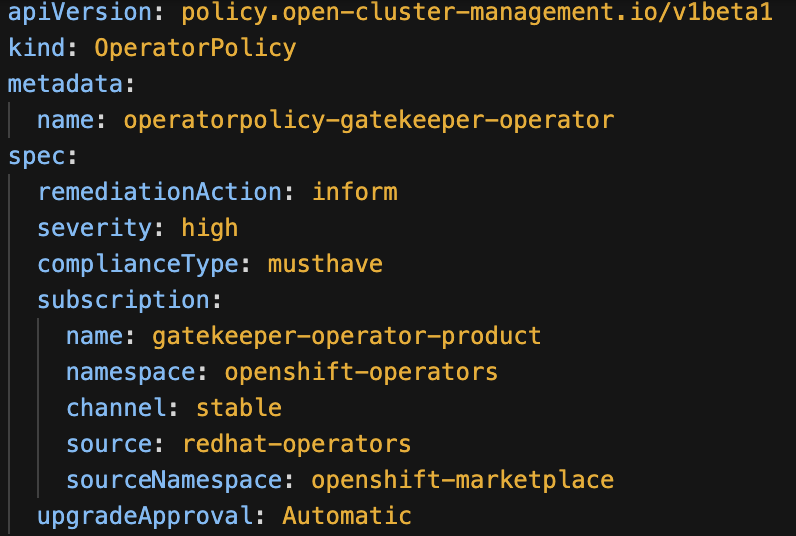 apiVersion: policy.open-cluster-management.io/v1beta1
kind: OperatorPolicy
metadata:
  name: operatorpolicy-gatekeeper-operator
spec:
  remediationAction: inform
  severity: high
  complianceType: musthave
  subscription:
    name: gatekeeper-operator-product
    namespace: openshift-operators
    channel: stable
    source: redhat-operators
    sourceNamespace: openshift-marketplace
  upgradeApproval: Automatic